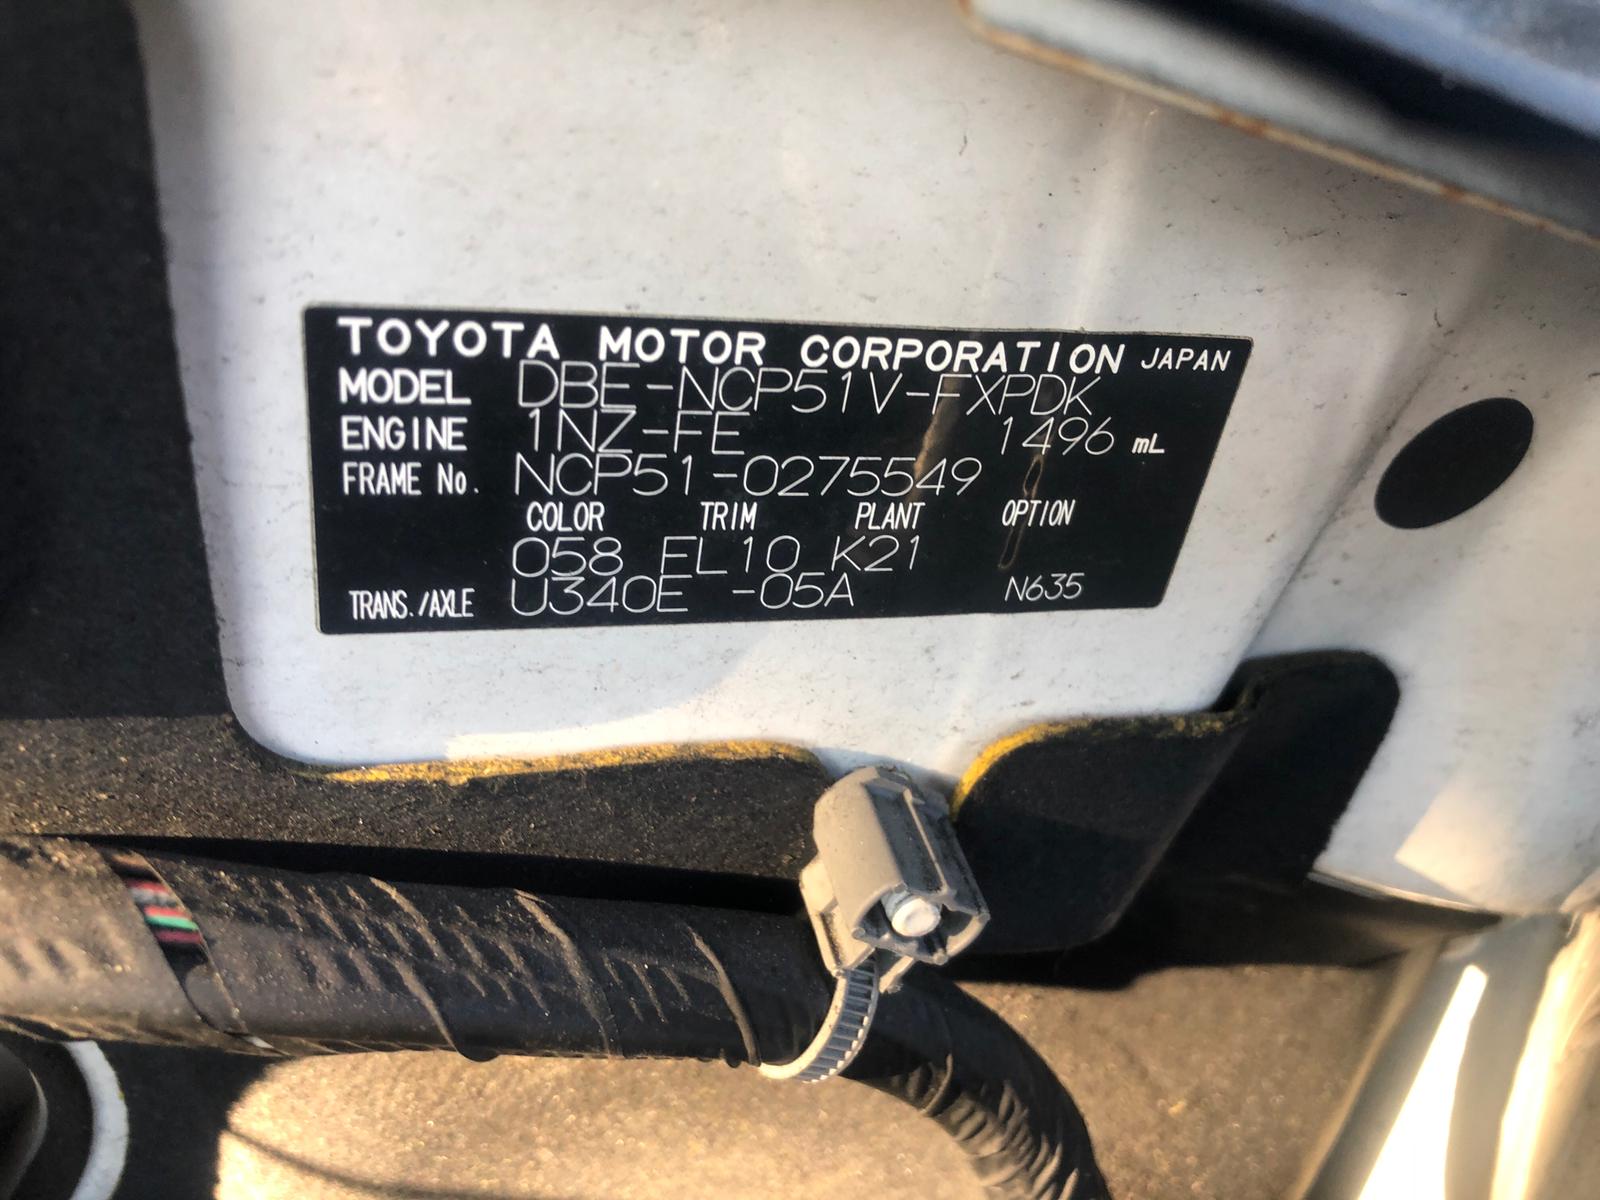 TOYOTA MOTOR CORPORATION JAPAN
MODEL DBE-NCP51V-FXPDK
ENGINE 1NZ-FE 1496 mL
FRAME No. NCP51-0275549
COLOR TRIM PLANT OPTION
058 FL10 K21
TRANS./AXLE U340E -05A N635